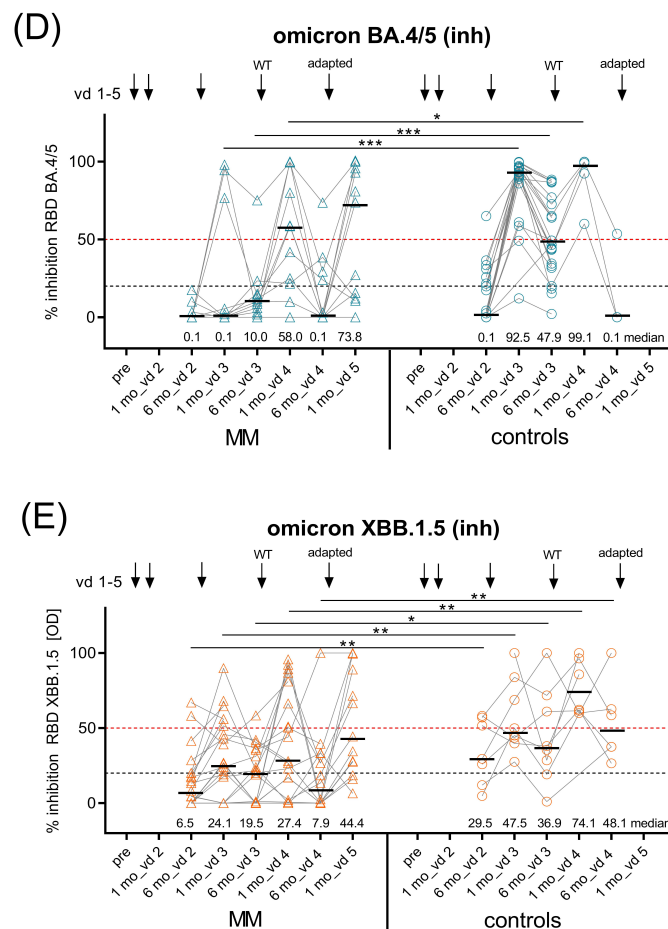 (D)
omicron BA.4/5 (inh)
WT adapted WT adapted
vd 1-5
*
***
***
% inhibition RBD BA.4/5
100
50
0
0.1 0.1 10.0 58.0 0.1 73.8 0.1 92.5 47.9 99.1 0.1 median
pre 1 mo_vd 2 6 mo_vd 2 1 mo_vd 3 6 mo_vd 3 1 mo_vd 4 6 mo_vd 4 1 mo_vd 5 pre 1 mo_vd 2 6 mo_vd 2 1 mo_vd 3 6 mo_vd 3 1 mo_vd 4 6 mo_vd 4 1 mo_vd 5
MM controls
(E)
omicron XBB.1.5 (inh)
WT adapted WT adapted
vd 1-5
**
**
*
**
**
% inhibition RBD XBB.1.5 [OD]
100
50
0
6.5 24.1 19.5 27.4 7.9 44.4 29.5 47.5 36.9 74.1 48.1 median
pre 1 mo_vd 2 6 mo_vd 2 1 mo_vd 3 6 mo_vd 3 1 mo_vd 4 6 mo_vd 4 1 mo_vd 5 pre 1 mo_vd 2 6 mo_vd 2 1 mo_vd 3 6 mo_vd 3 1 mo_vd 4 6 mo_vd 4 1 mo_vd 5
MM controls